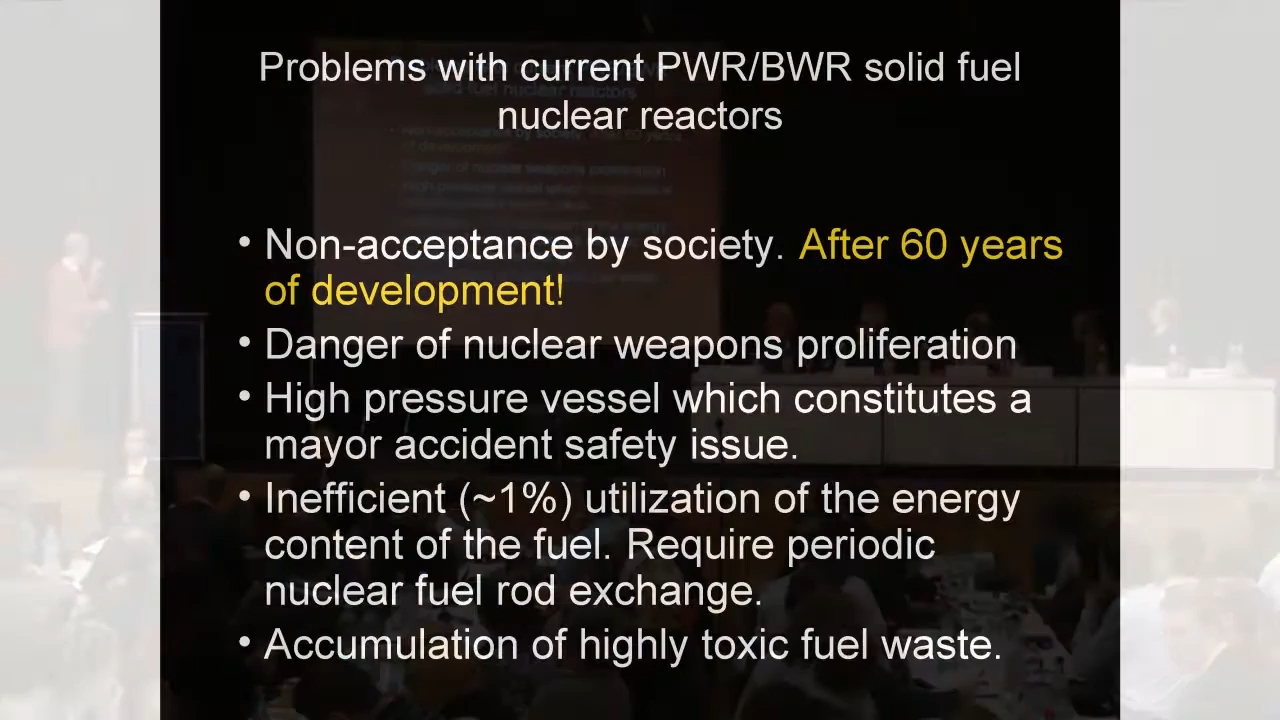 Problems with current PWR/BWR solid fuel
nuclear reactors
• Non-acceptance by society. After 60 years
of development!
• Danger of nuclear weapons proliferation
• High pressure vessel which constitutes a
mayor accident safety issue.
• Inefficient (~1%) utilization of the energy
content of the fuel. Require periodic
nuclear fuel rod exchange.
• Accumulation of highly toxic fuel waste.